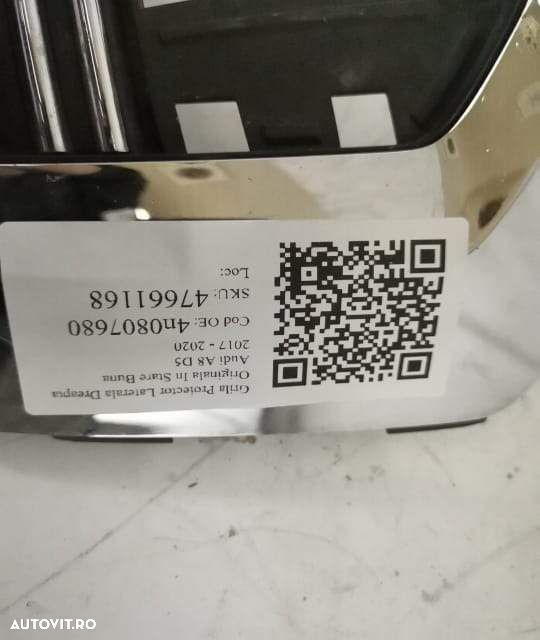 Grila Proiector Laterala Dreapta
Originala In Stare Buna
Audi A8 D5
2017 - 2020
Cod OE: 4n0807680
SKU: 47661168
Loc:
AUTOVIT.RO